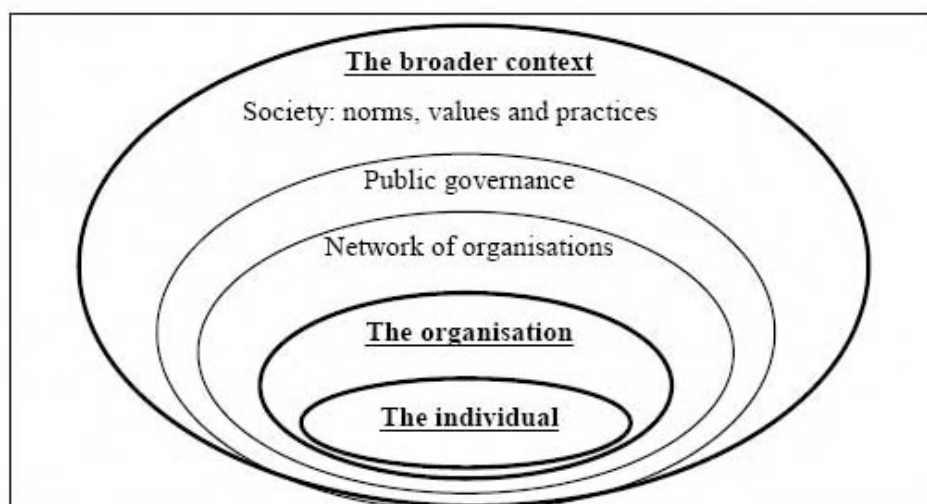 The broader context
Society: norms, values and practices
Public governance
Network of organisations
The organisation
The individual